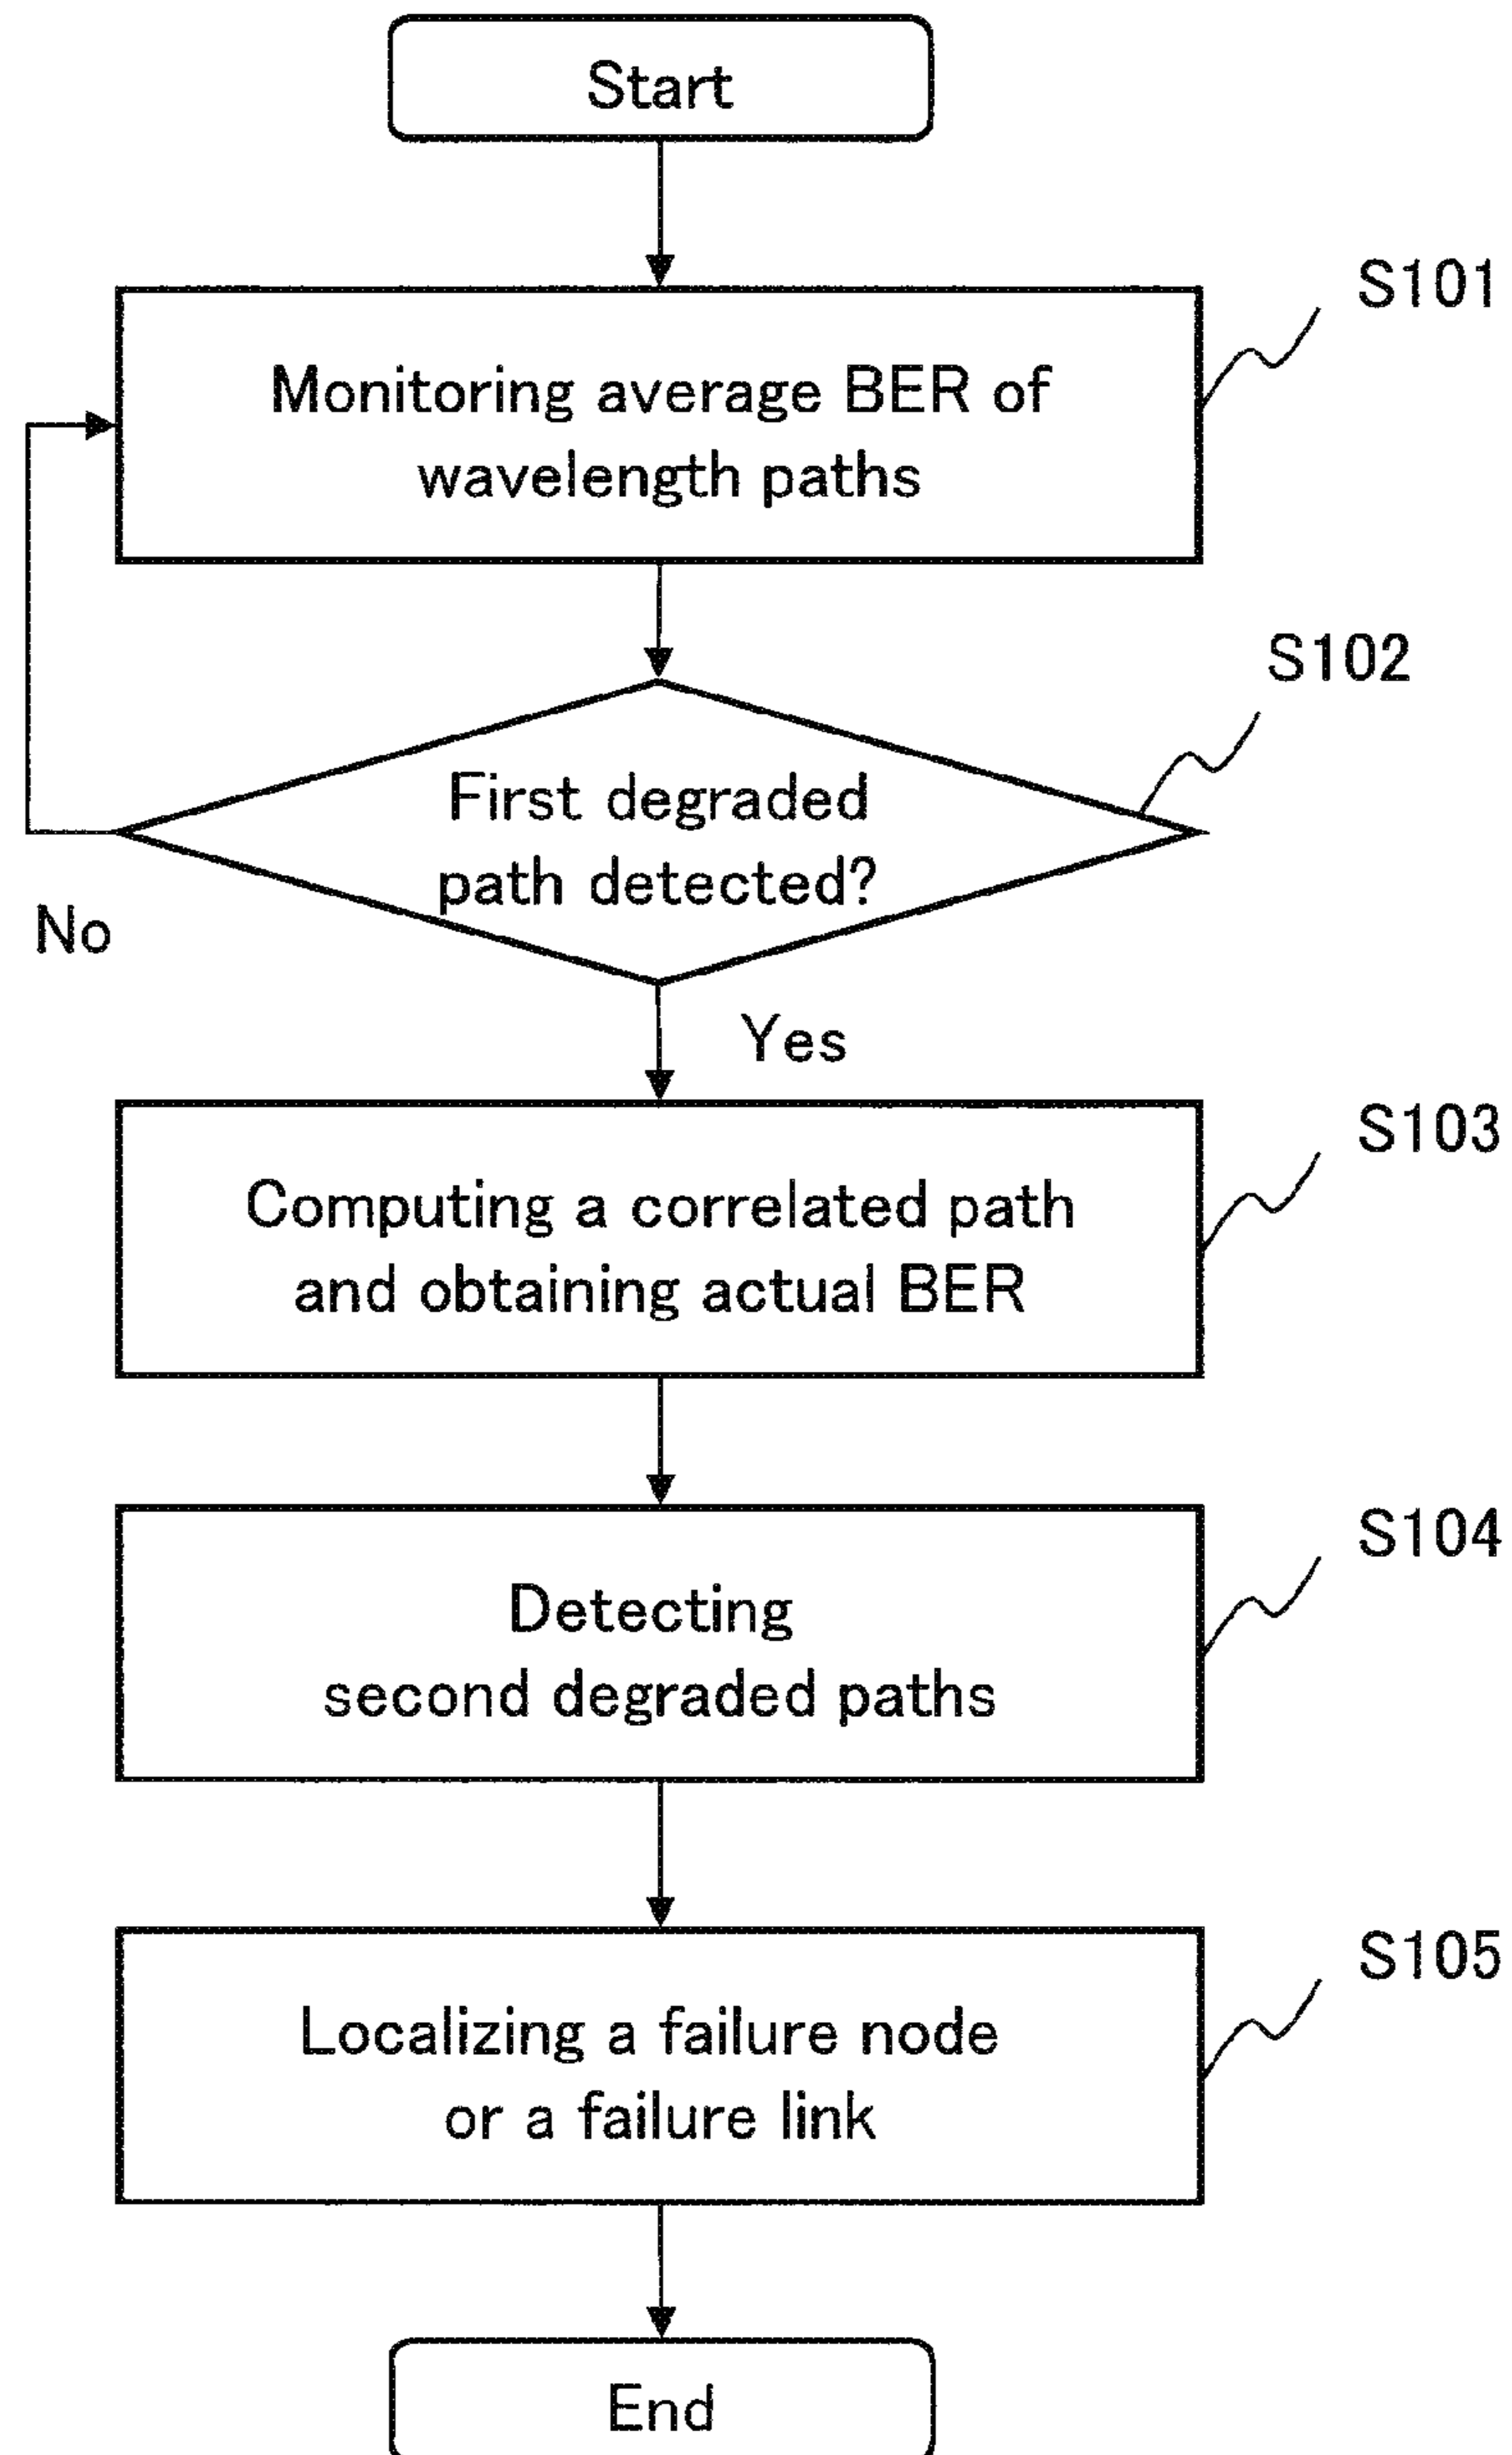 Start
S101
Monitoring average BER of
wavelength paths
S102
First degraded
path detected?
No
Yes
S103
Computing a correlated path
and obtaining actual BER
S104
Detecting
second degraded paths
S105
Localizing a failure node
or a failure link
End